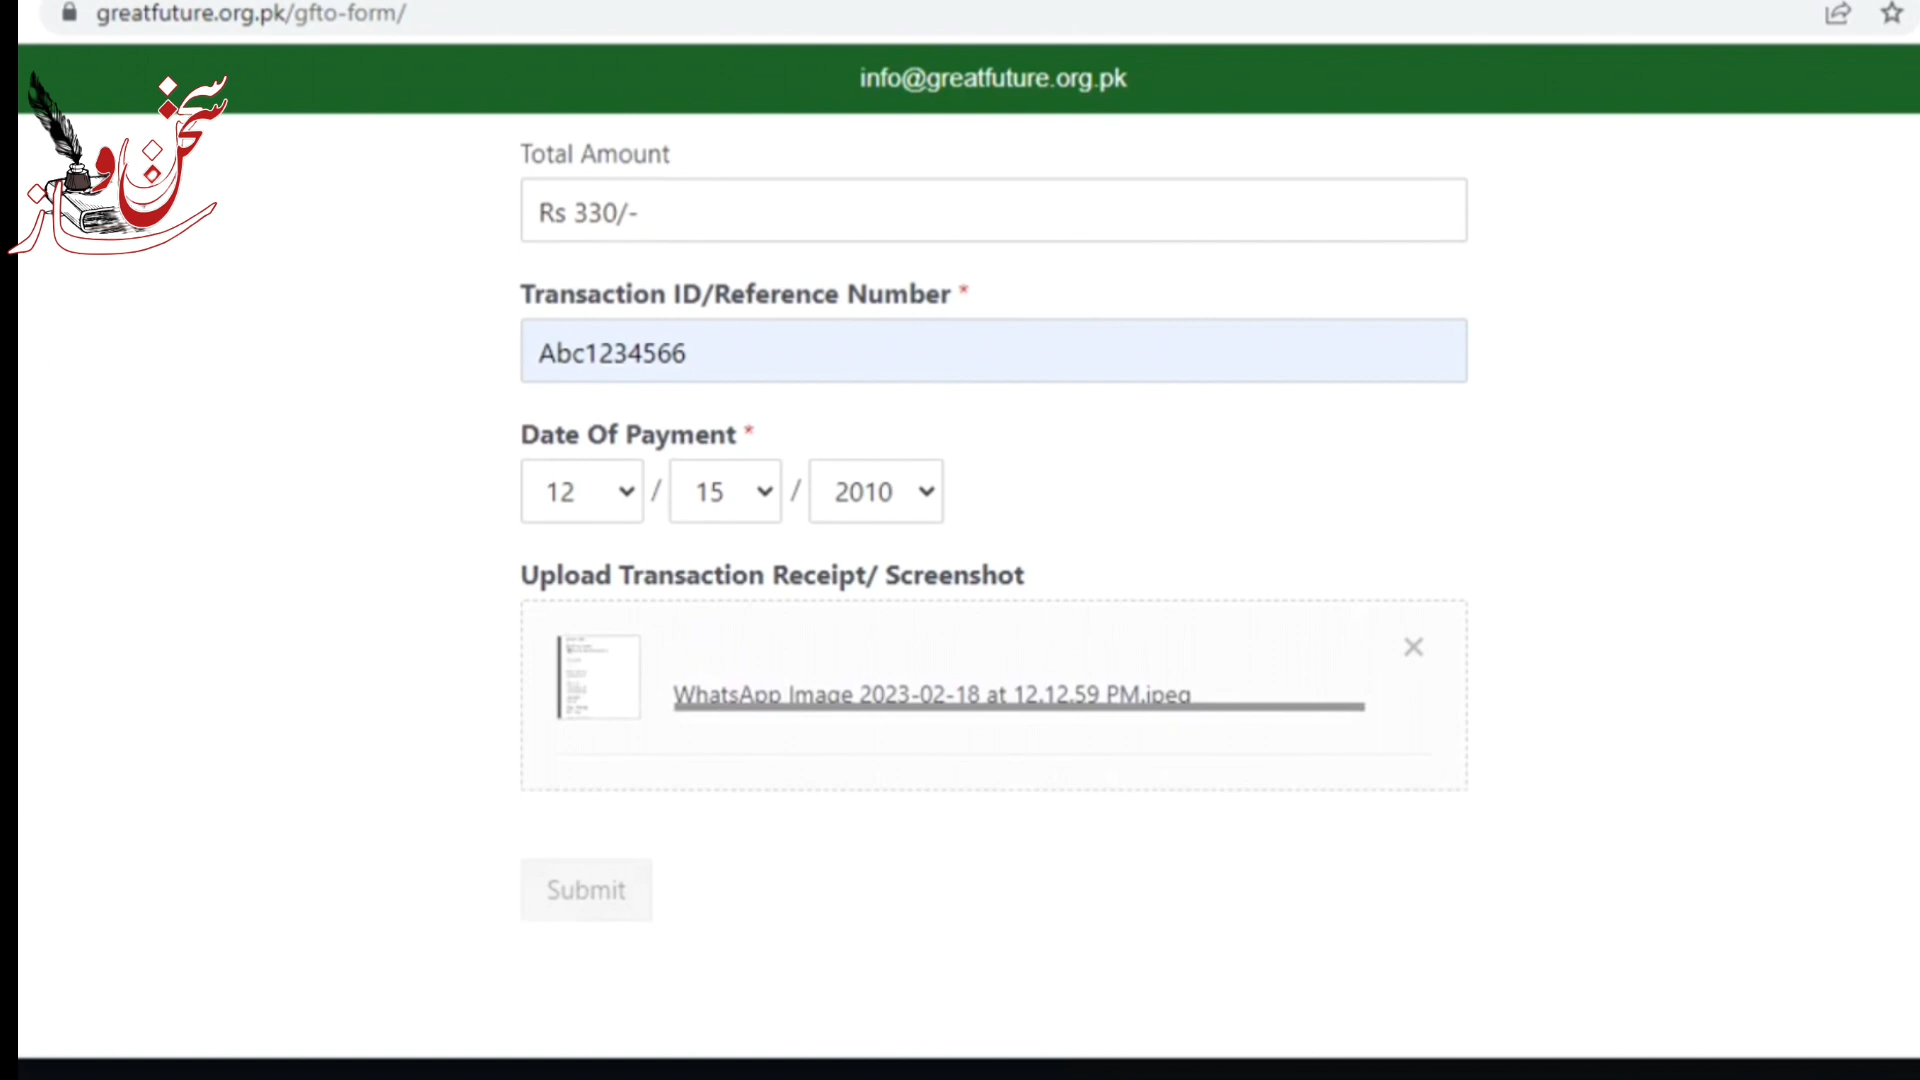 greatfuture.org.pk/gfto-form/
info@greatfuture.org.pk
سخن و ساز
Total Amount
Rs 330/-
Transaction ID/Reference Number *
Abc1234566
Date Of Payment *
12 / 15 / 2010
Upload Transaction Receipt/ Screenshot
WhatsApp Image 2023-02-18 at 12.12.59 PM.jpeg
Submit